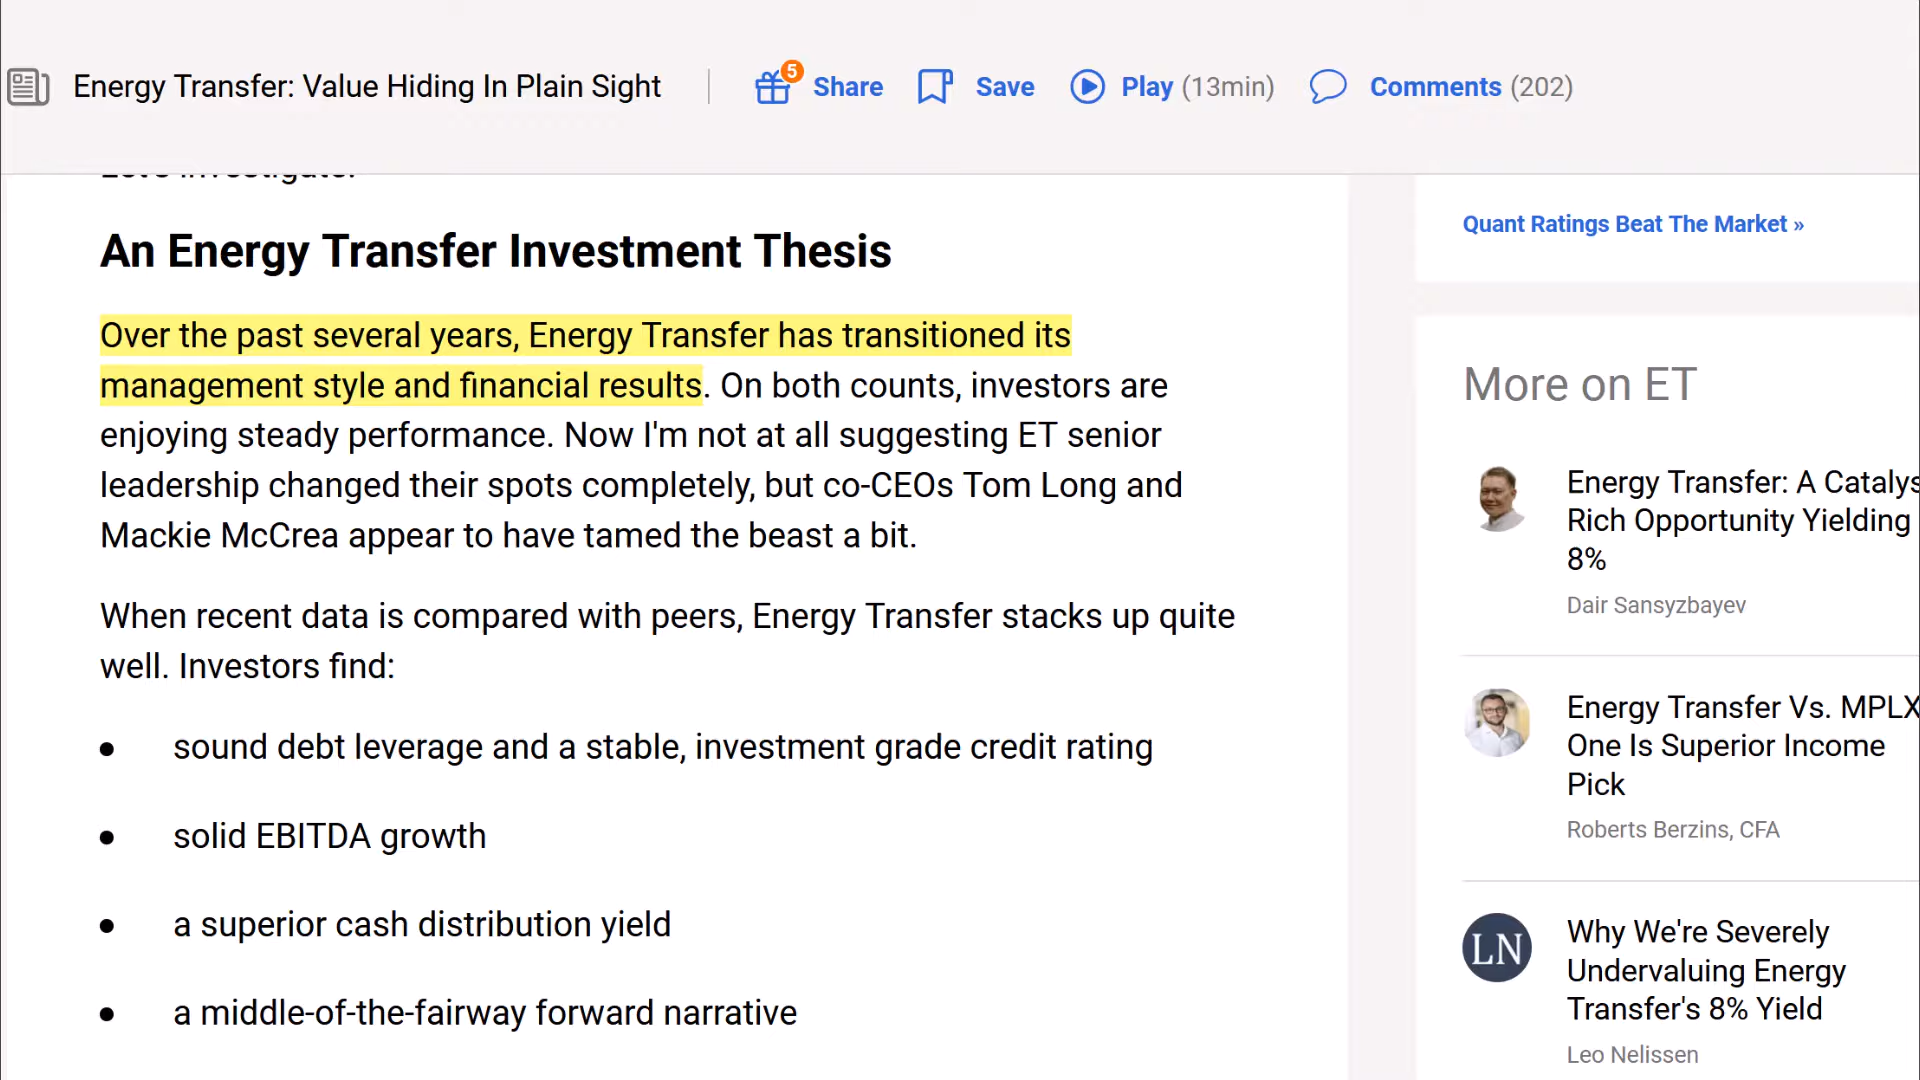 Energy Transfer: Value Hiding In Plain Sight
5
Share
Save
Play (13min)
Comments (202)
Let's investigate.
An Energy Transfer Investment Thesis
Over the past several years, Energy Transfer has transitioned its
management style and financial results. On both counts, investors are
enjoying steady performance. Now I'm not at all suggesting ET senior
leadership changed their spots completely, but co-CEOs Tom Long and
Mackie McCrea appear to have tamed the beast a bit.
When recent data is compared with peers, Energy Transfer stacks up quite
well. Investors find:
• sound debt leverage and a stable, investment grade credit rating
• solid EBITDA growth
• a superior cash distribution yield
• a middle-of-the-fairway forward narrative
Quant Ratings Beat The Market »
More on ET
Energy Transfer: A Catalys
Rich Opportunity Yielding
8%
Dair Sansyzbayev
Energy Transfer Vs. MPLX
One Is Superior Income
Pick
Roberts Berzins, CFA
LN
Why We're Severely
Undervaluing Energy
Transfer's 8% Yield
Leo Nelissen